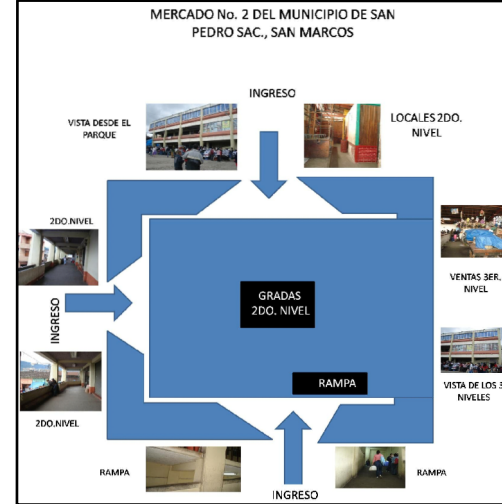 MERCADO No. 2 DEL MUNICIPIO DE SAN
PEDRO SAC., SAN MARCOS
INGRESO
VISTA DESDE EL
PARQUE
LOCALES 2DO.
NIVEL
2DO.NIVEL
VENTAS 3ER.
NIVEL
GRADAS
2DO. NIVEL
INGRESO
RAMPA
VISTA DE LOS 3
NIVELES
2DO.NIVEL
RAMPA
RAMPA
INGRESO